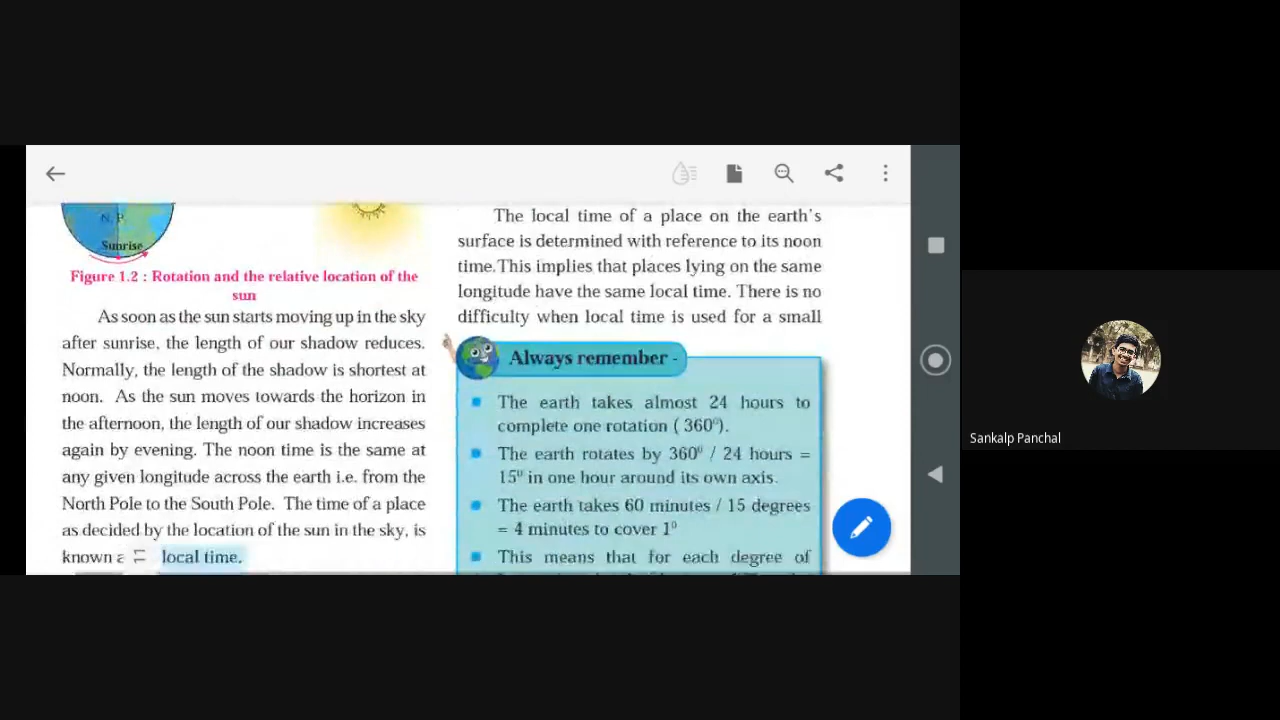 N. P.
Sunrise
Figure 1.2 : Rotation and the relative location of the
sun
As soon as the sun starts moving up in the sky
after sunrise, the length of our shadow reduces.
Normally, the length of the shadow is shortest at
noon. As the sun moves towards the horizon in
the afternoon, the length of our shadow increases
again by evening. The noon time is the same at
any given longitude across the earth i.e. from the
North Pole to the South Pole. The time of a place
as decided by the location of the sun in the sky, is
known local time.
The local time of a place on the earth's
surface is determined with reference to its noon
time.This implies that places lying on the same
longitude have the same local time. There is no
difficulty when local time is used for a small
Always remember -
The earth takes almost 24 hours to
complete one rotation ( 360⁰).
The earth rotates by 360⁰ / 24 hours =
15⁰ in one hour around its own axis.
The earth takes 60 minutes / 15 degrees
= 4 minutes to cover 1⁰
This means that for each degree of
Sankalp Panchal